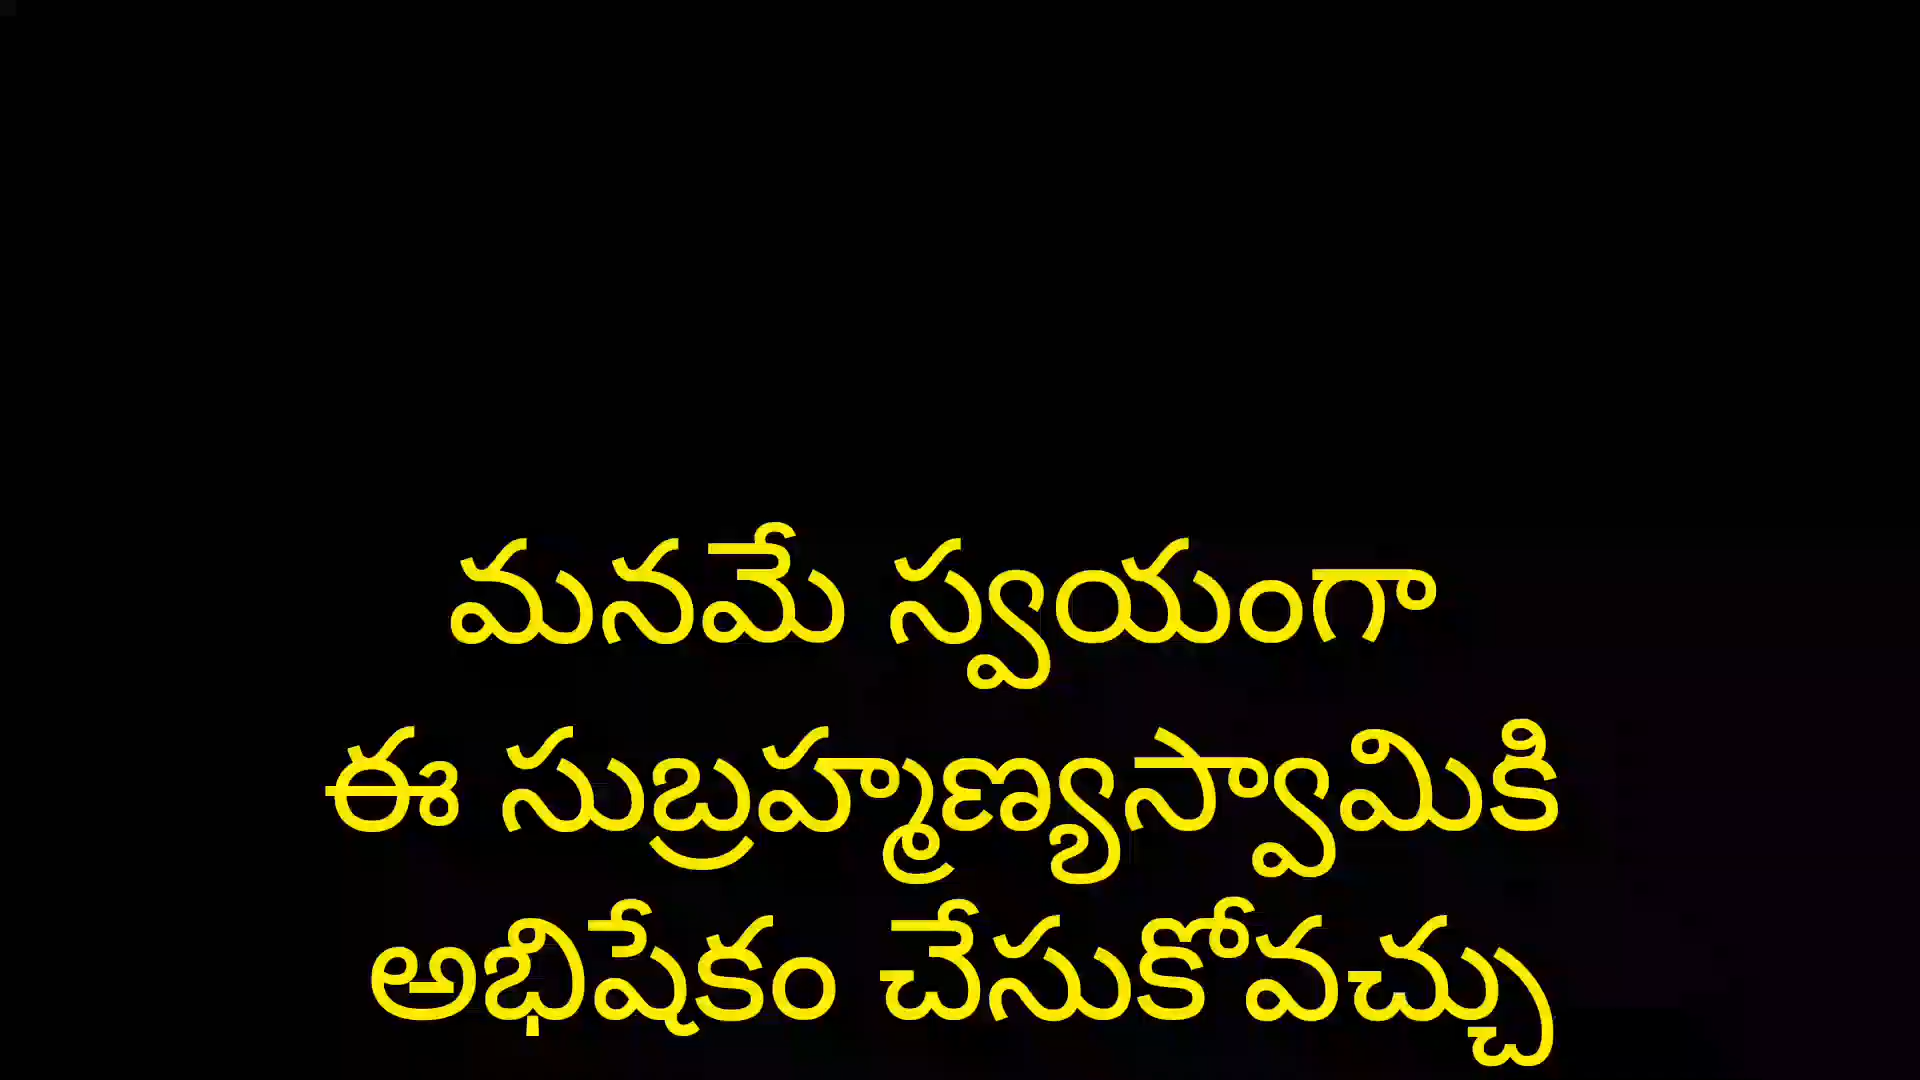 మనమే స్వయంగా
ఈ సుబ్రహ్మణ్యస్వామికి
అభిషేకం చేసుకోవచ్చు